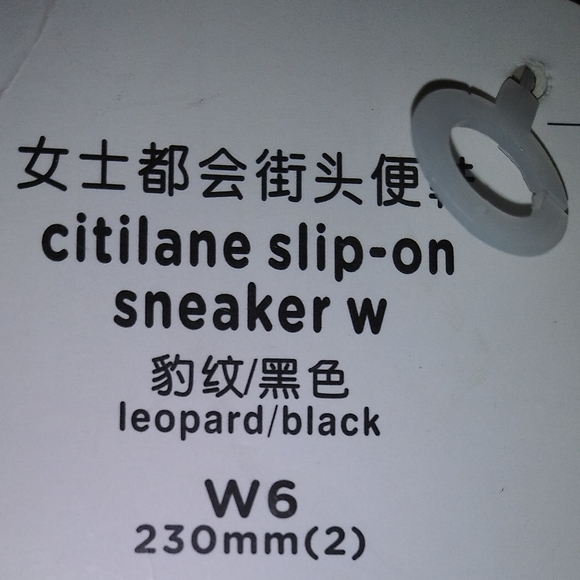 女士都会街头便鞋
citilane slip-on
sneaker w
豹纹/黑色
leopard/black
W6
230mm(2)